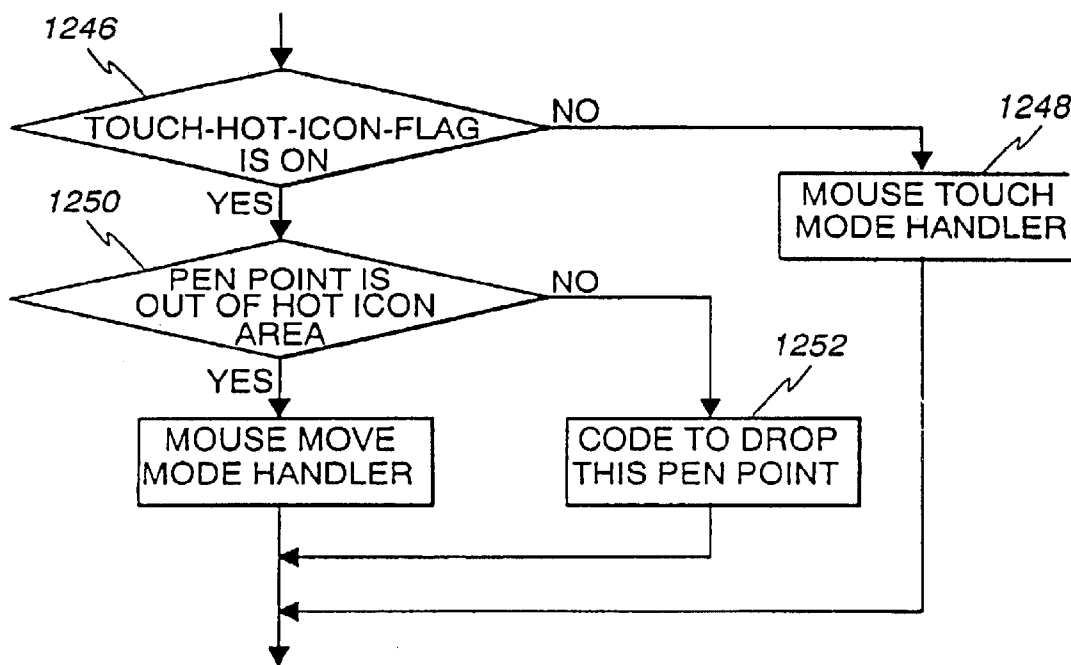 1246
TOUCH-HOT-ICON-FLAG
IS ON
NO
1248
MOUSE TOUCH
MODE HANDLER
YES
1250
PEN POINT IS
OUT OF HOT ICON
AREA
NO
YES
1252
MOUSE MOVE
MODE HANDLER
CODE TO DROP
THIS PEN POINT